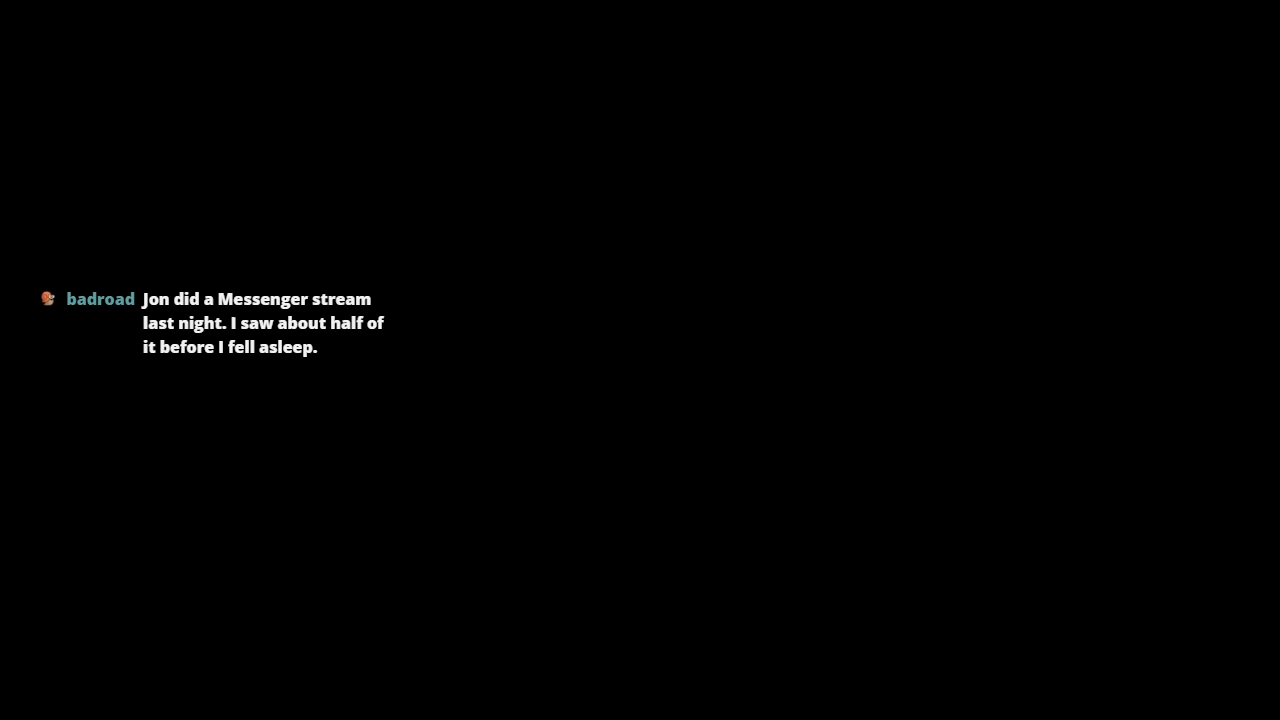 badroad Jon did a Messenger stream
last night. I saw about half of
it before I fell asleep.